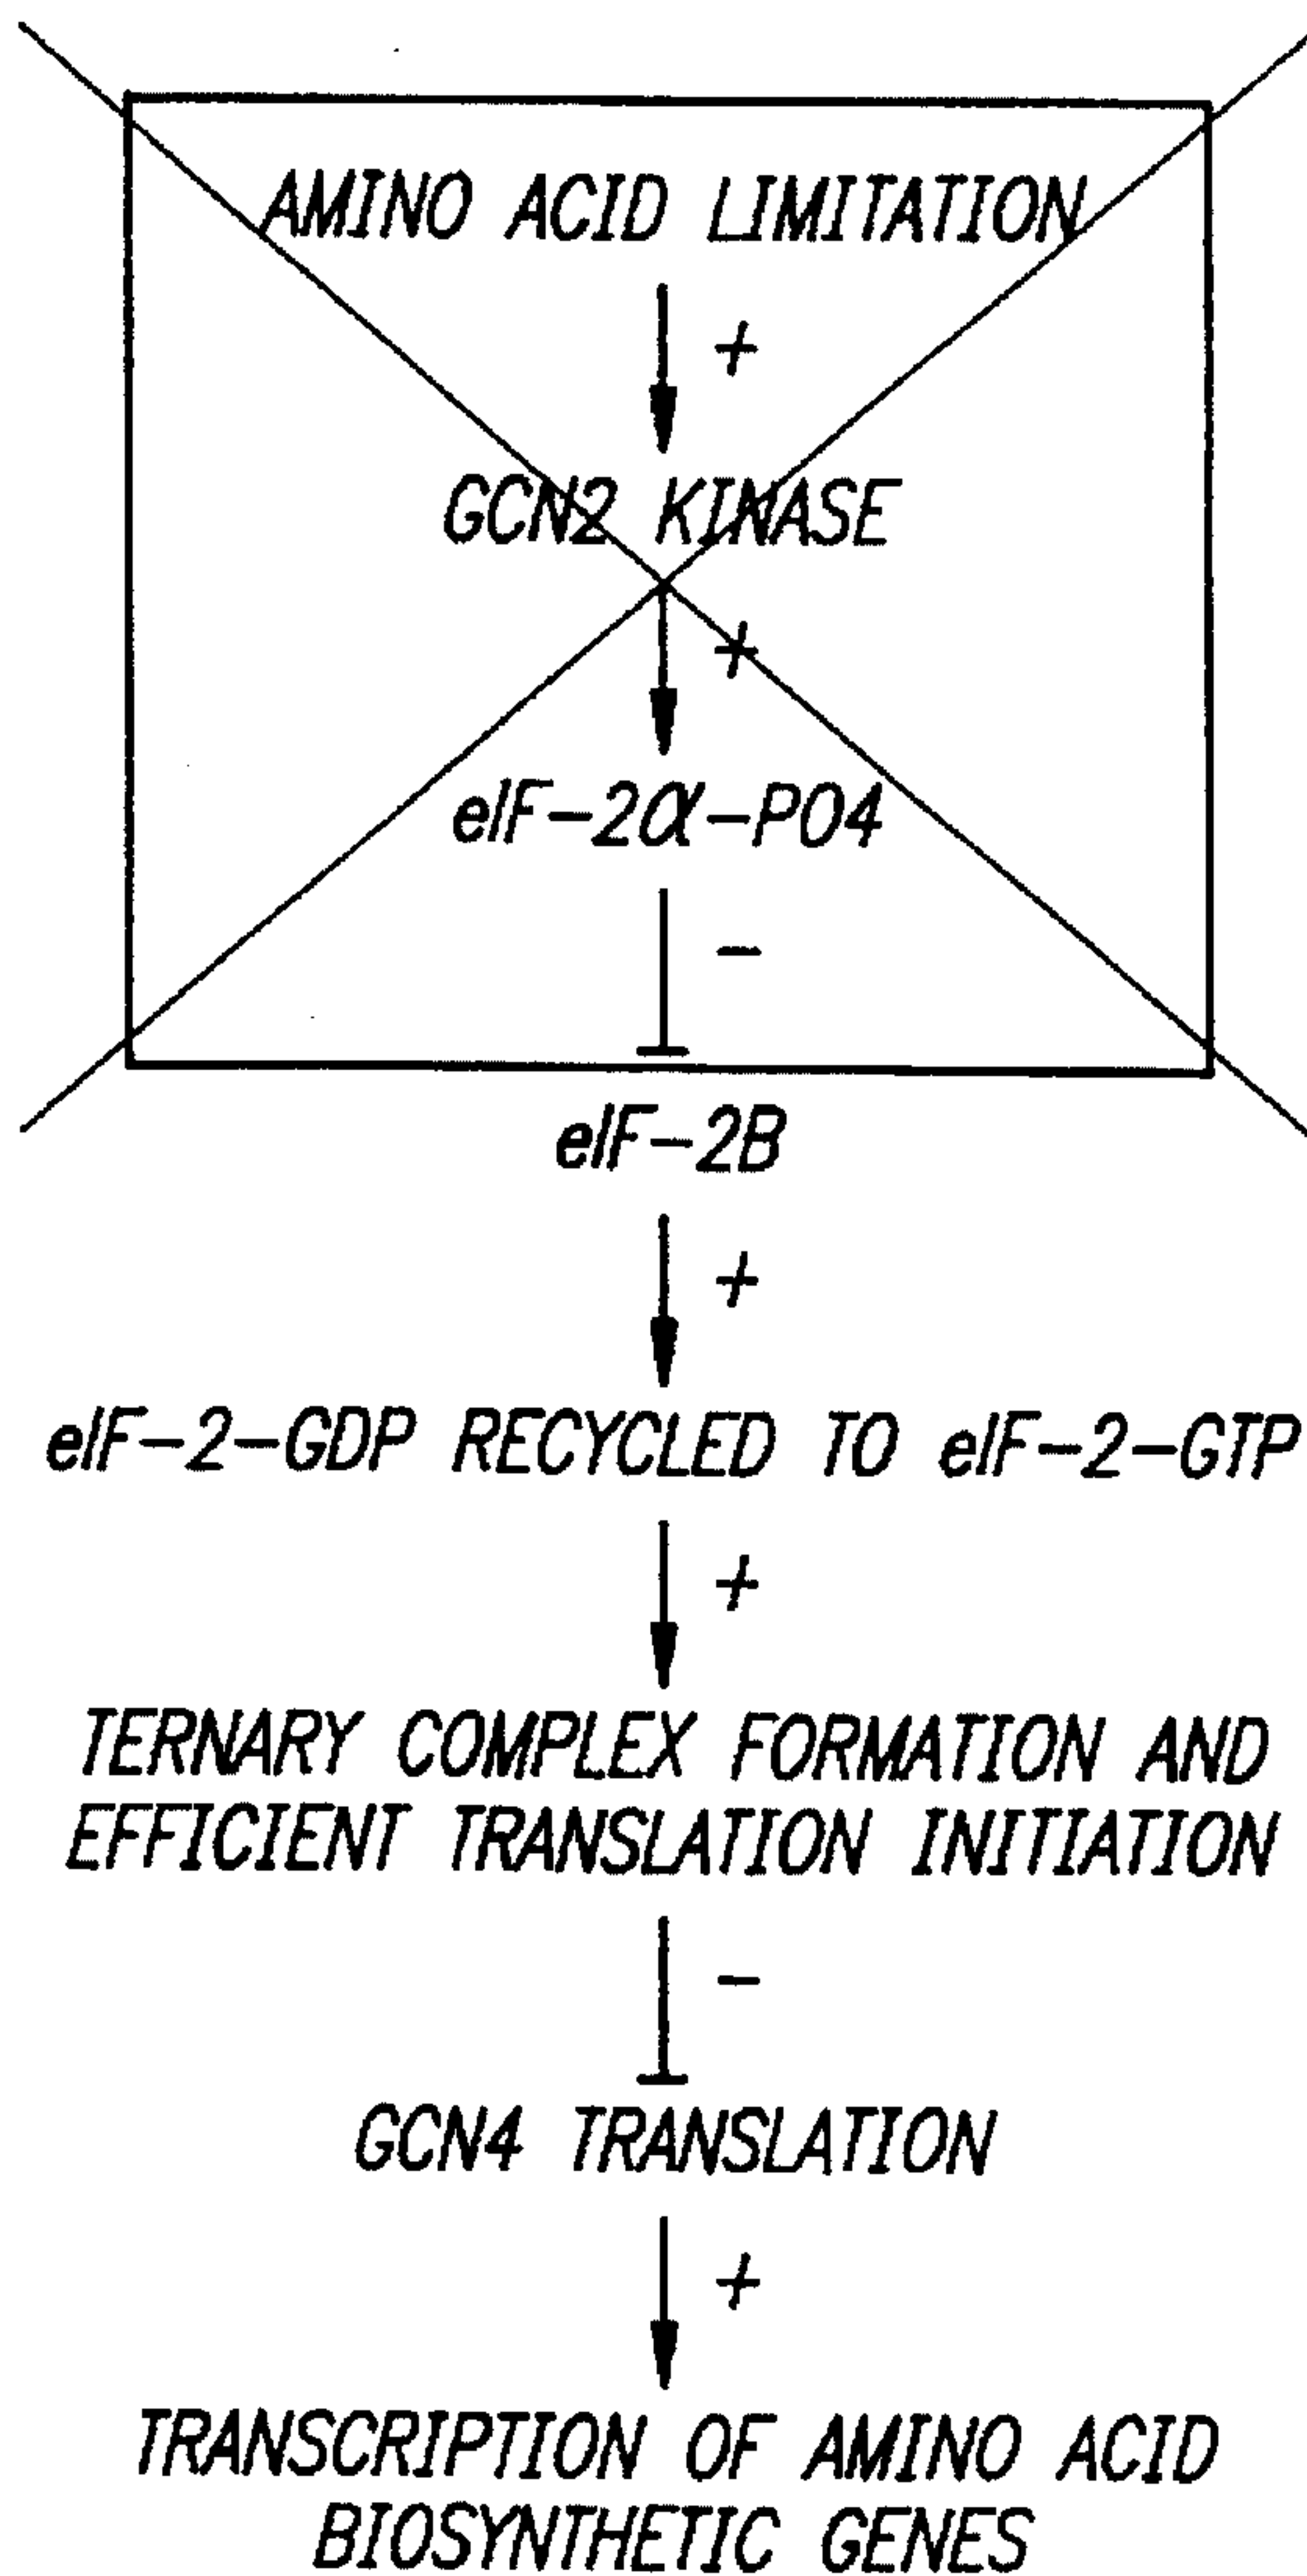 AMINO ACID LIMITATION
+
GCN2 KINASE
+
eIF-2α-PO4
-
eIF-2B
+
eIF-2-GDP RECYCLED TO eIF-2-GTP
+
TERNARY COMPLEX FORMATION AND
EFFICIENT TRANSLATION INITIATION
-
GCN4 TRANSLATION
+
TRANSCRIPTION OF AMINO ACID
BIOSYNTHETIC GENES